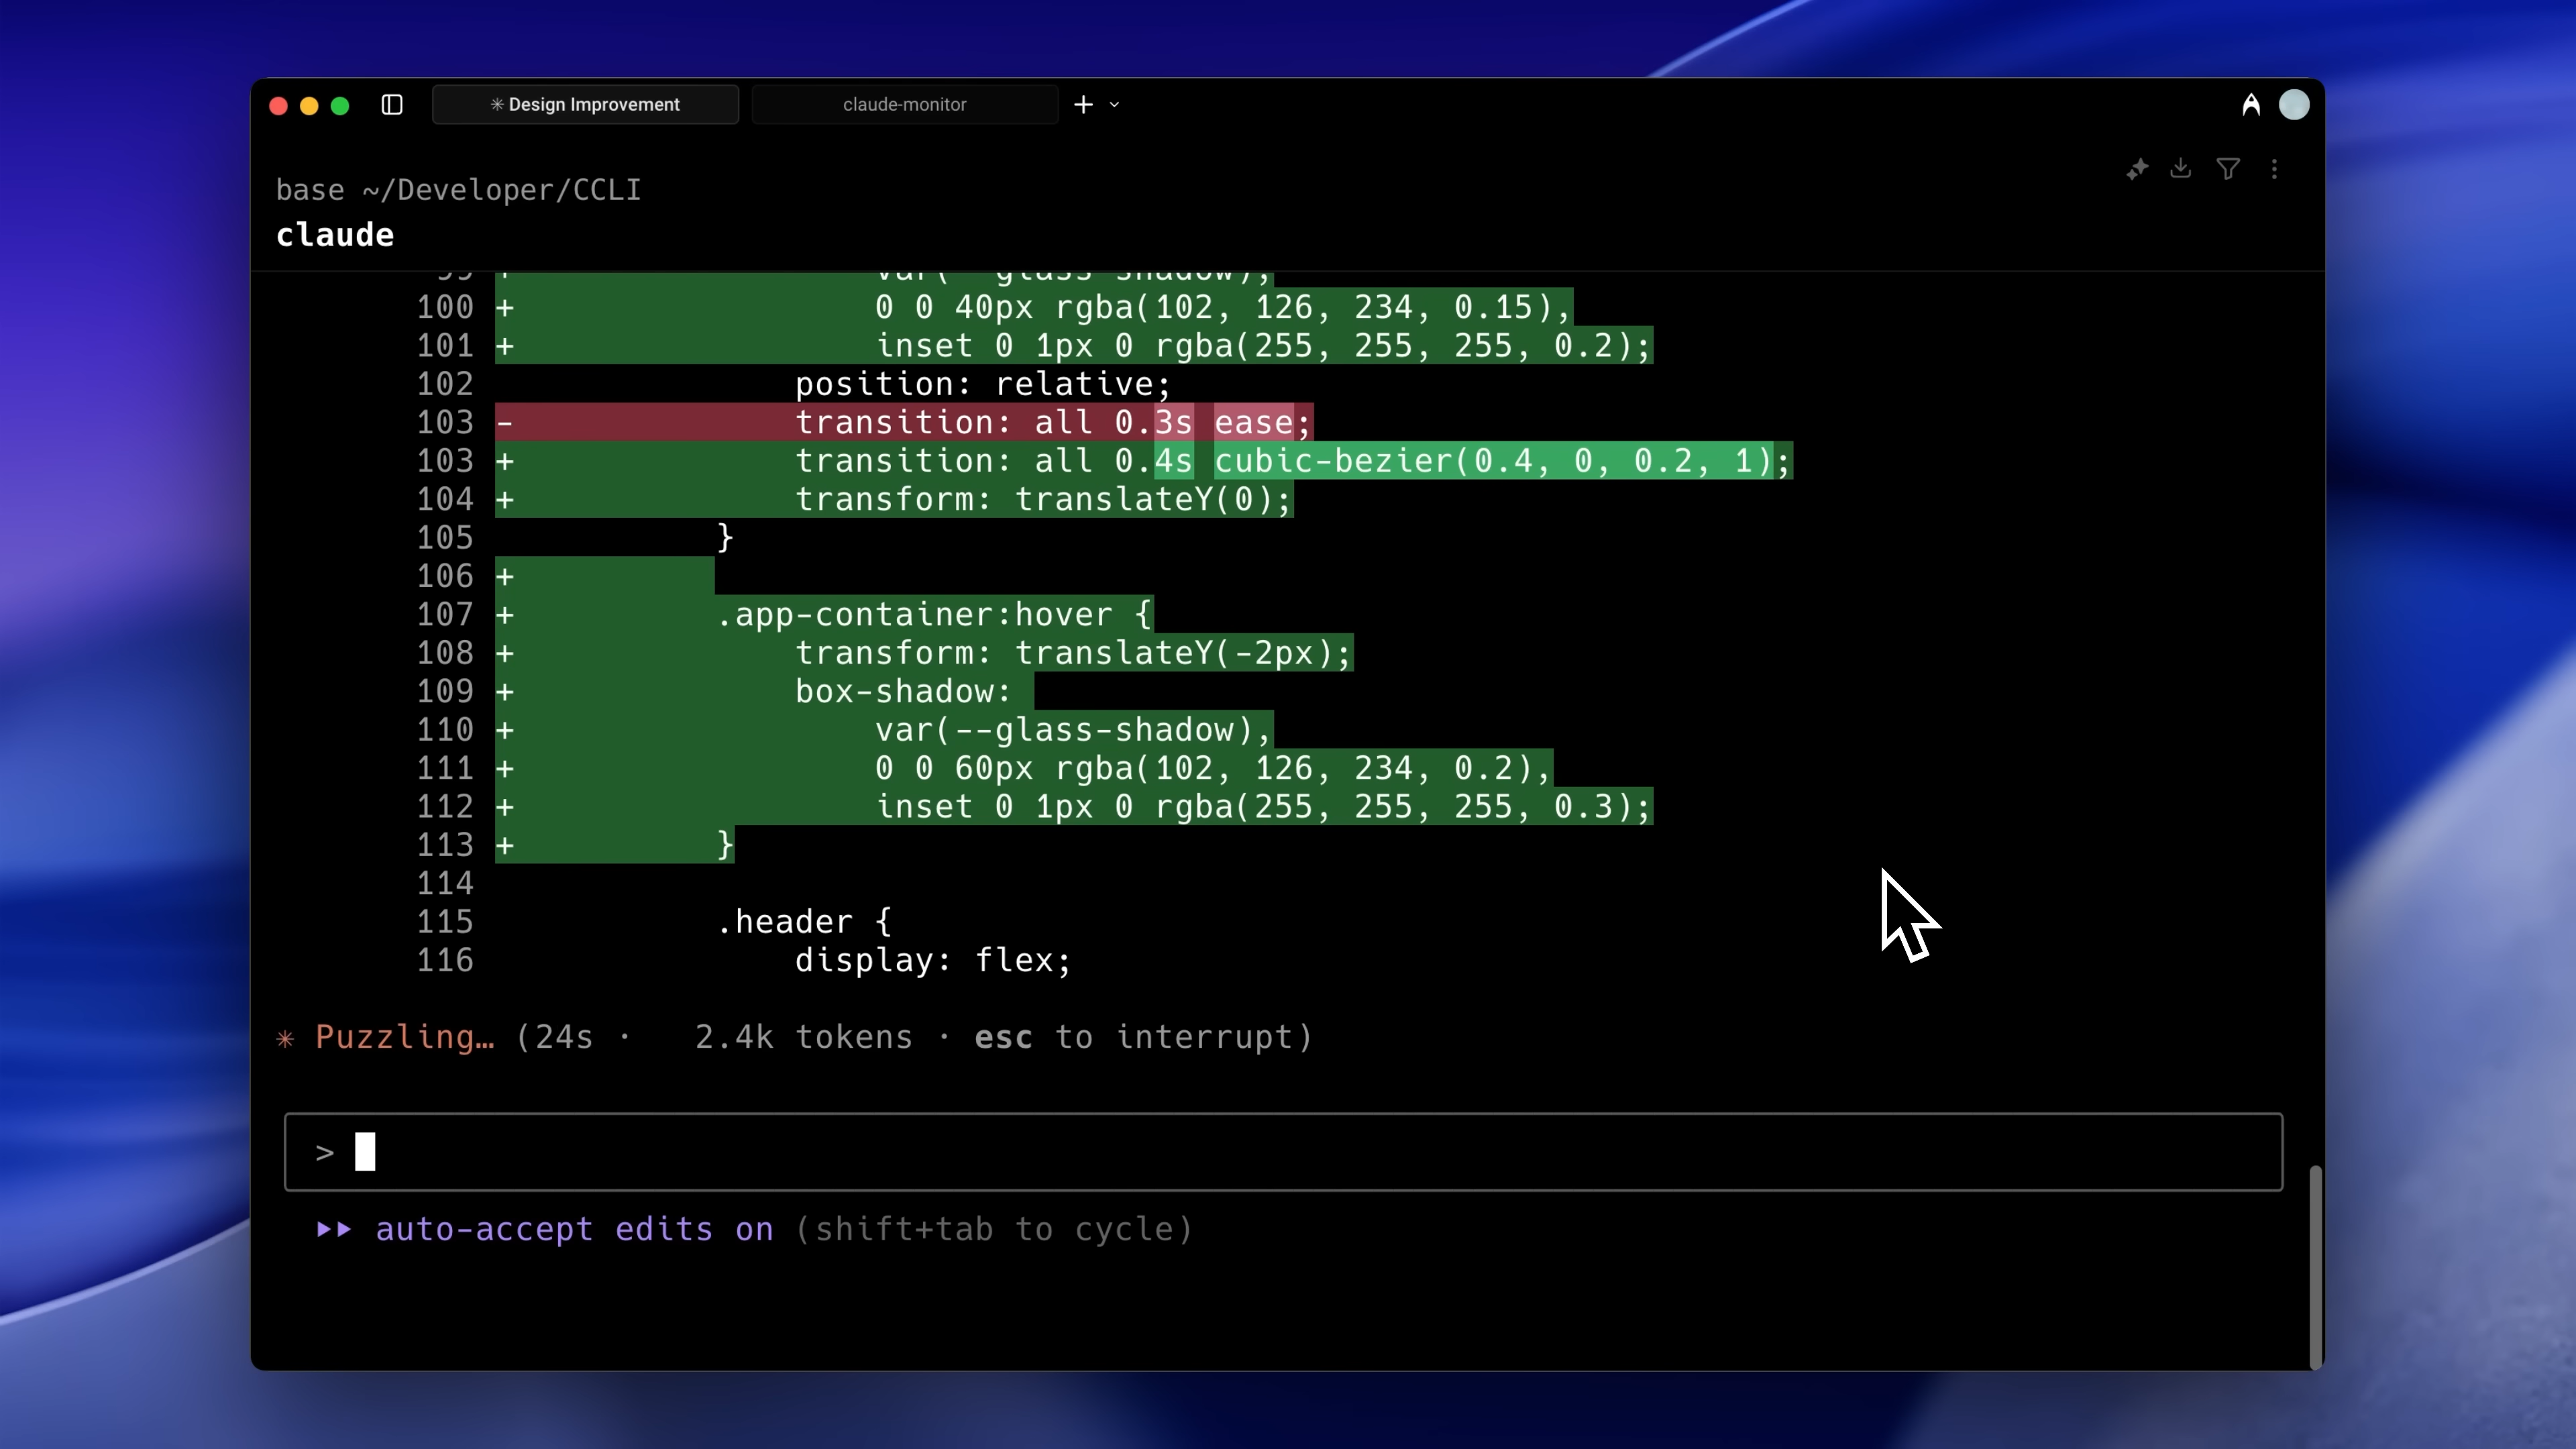 ✳ Design Improvement
claude-monitor
base ~/Developer/CCLI
claude
99 + var(--glass-shadow),
100 + 0 0 40px rgba(102, 126, 234, 0.15),
101 + inset 0 1px 0 rgba(255, 255, 255, 0.2);
102 position: relative;
103 - transition: all 0.3s ease;
103 + transition: all 0.4s cubic-bezier(0.4, 0, 0.2, 1);
104 + transform: translateY(0);
105 }
106 +
107 + .app-container:hover {
108 + transform: translateY(-2px);
109 + box-shadow:
110 + var(--glass-shadow),
111 + 0 0 60px rgba(102, 126, 234, 0.2),
112 + inset 0 1px 0 rgba(255, 255, 255, 0.3);
113 + }
114
115 .header {
116 display: flex;
✳ Puzzling… (24s · 2.4k tokens · esc to interrupt)
>
auto-accept edits on (shift+tab to cycle)